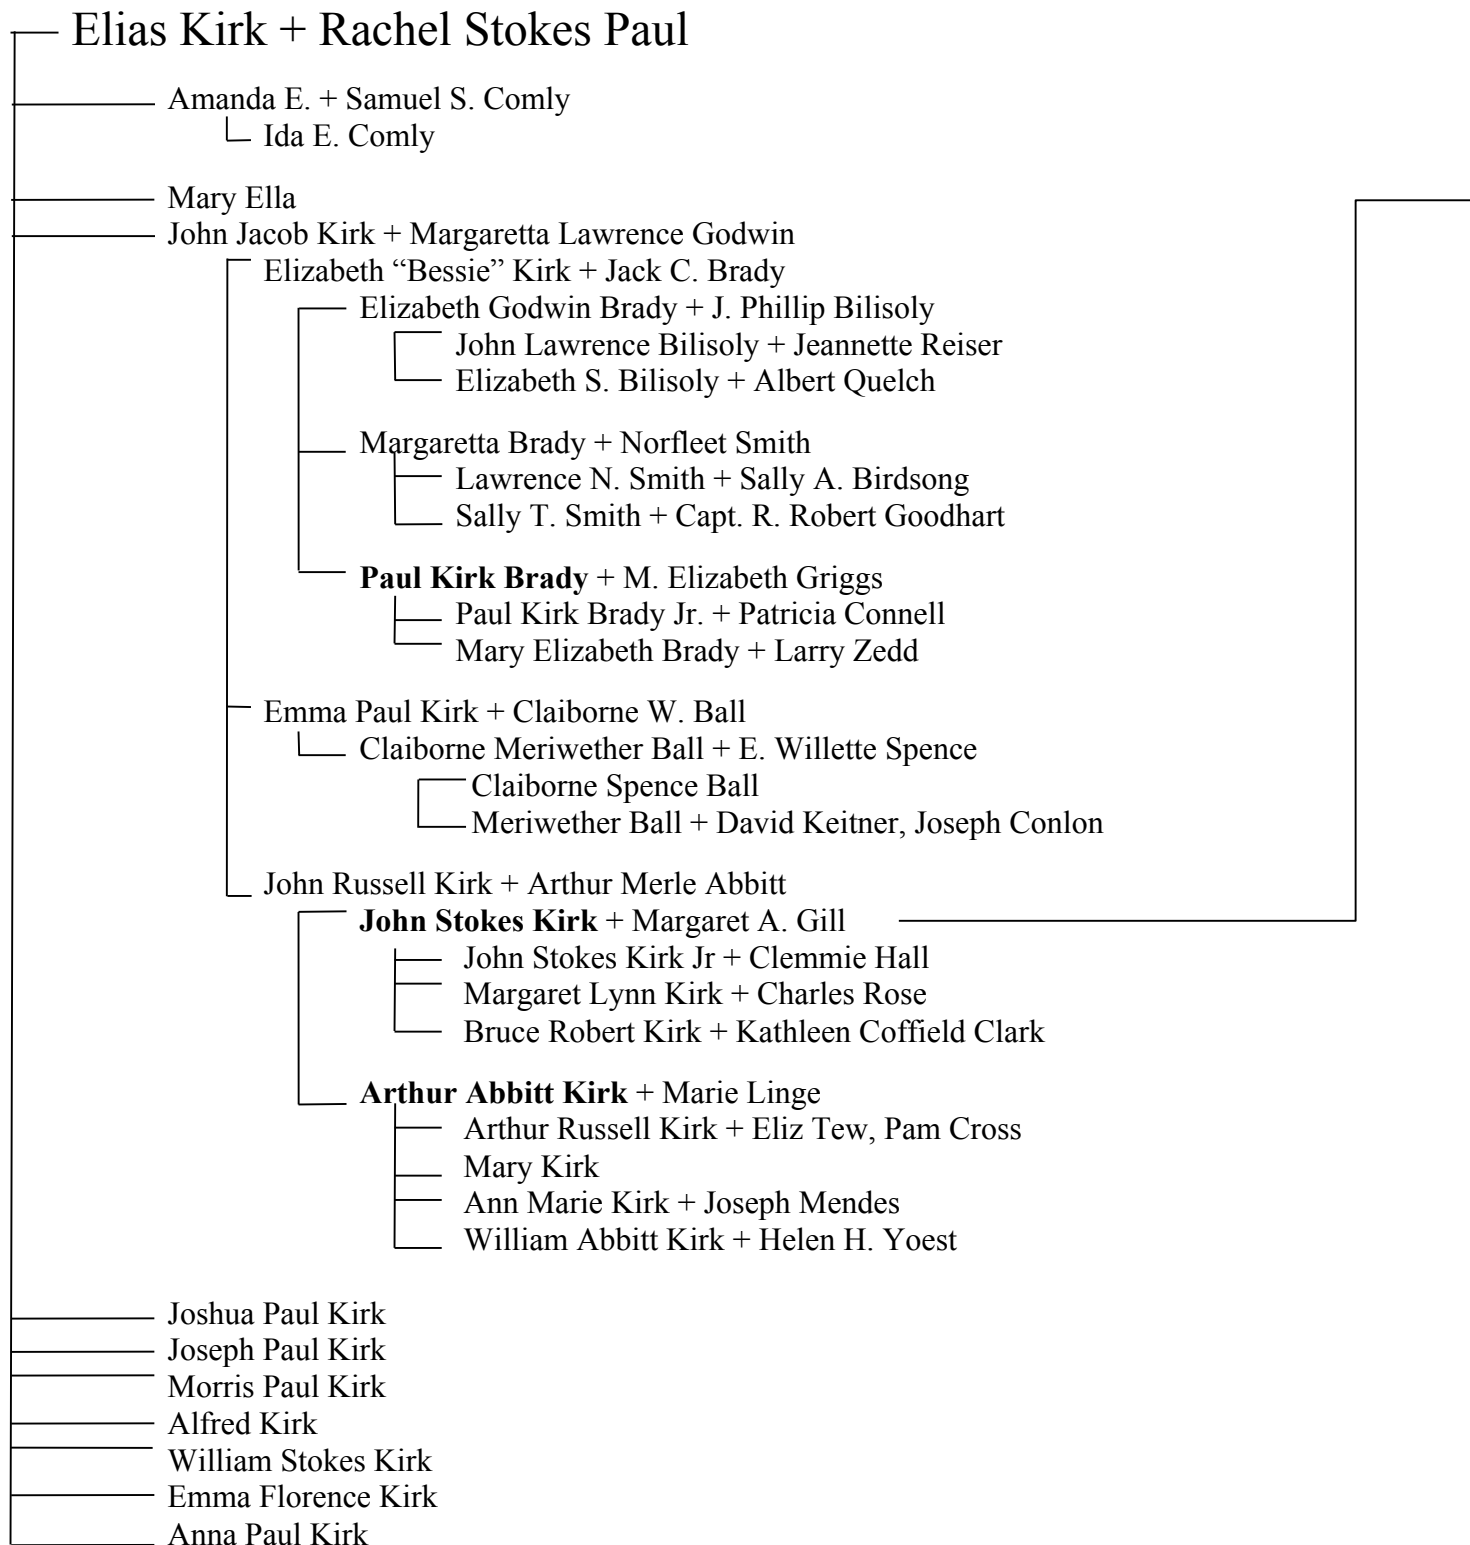 Elias Kirk + Rachel Stokes Paul
Amanda E. + Samuel S. Comly
Ida E. Comly
Mary Ella
John Jacob Kirk + Margaretta Lawrence Godwin
Elizabeth “Bessie” Kirk + Jack C. Brady
Elizabeth Godwin Brady + J. Phillip Bilisoly
John Lawrence Bilisoly + Jeannette Reiser
Elizabeth S. Bilisoly + Albert Quelch
Margaretta Brady + Norfleet Smith
Lawrence N. Smith + Sally A. Birdsong
Sally T. Smith + Capt. R. Robert Goodhart
Paul Kirk Brady + M. Elizabeth Griggs
Paul Kirk Brady Jr. + Patricia Connell
Mary Elizabeth Brady + Larry Zedd
Emma Paul Kirk + Claiborne W. Ball
Claiborne Meriwether Ball + E. Willette Spence
Claiborne Spence Ball
Meriwether Ball + David Keitner, Joseph Conlon
John Russell Kirk + Arthur Merle Abbitt
John Stokes Kirk + Margaret A. Gill
John Stokes Kirk Jr + Clemmie Hall
Margaret Lynn Kirk + Charles Rose
Bruce Robert Kirk + Kathleen Coffield Clark
Arthur Abbitt Kirk + Marie Linge
Arthur Russell Kirk + Eliz Tew, Pam Cross
Mary Kirk
Ann Marie Kirk + Joseph Mendes
William Abbitt Kirk + Helen H. Yoest
Joshua Paul Kirk
Joseph Paul Kirk
Morris Paul Kirk
Alfred Kirk
William Stokes Kirk
Emma Florence Kirk
Anna Paul Kirk